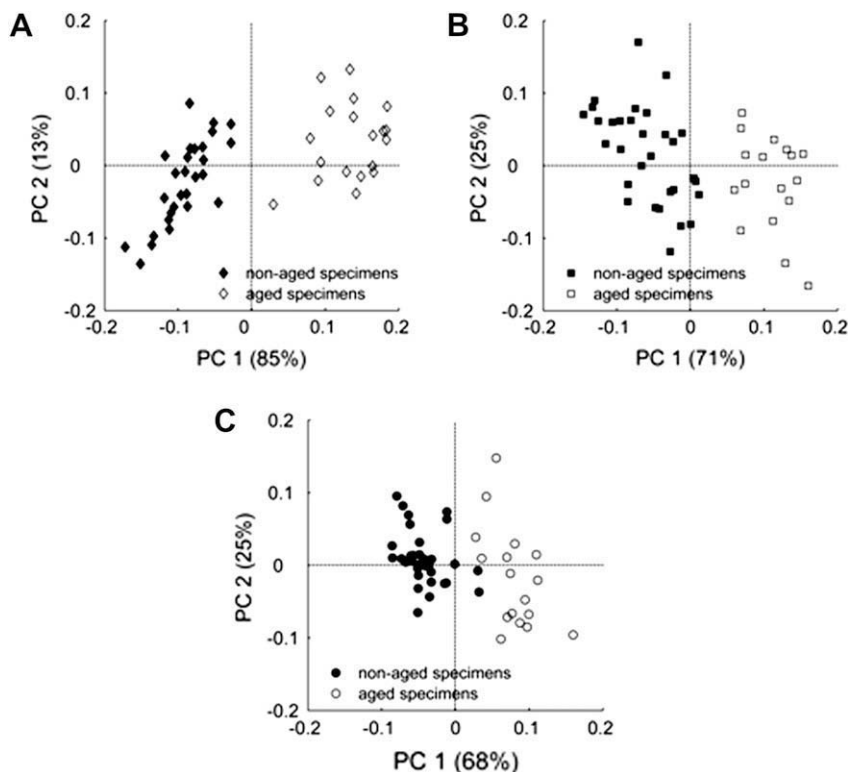 A
0.2
0.1
0
-0.1
-0.2
PC 2 (13%)
non-aged specimens
aged specimens
-0.2 -0.1 0 0.1 0.2
PC 1 (85%)
B
0.2
0.1
0
-0.1
-0.2
PC 2 (25%)
non-aged specimens
aged specimens
-0.2 -0.1 0 0.1 0.2
PC 1 (71%)
C
0.2
0.1
0
-0.1
-0.2
PC 2 (25%)
non-aged specimens
aged specimens
-0.2 -0.1 0 0.1 0.2
PC 1 (68%)